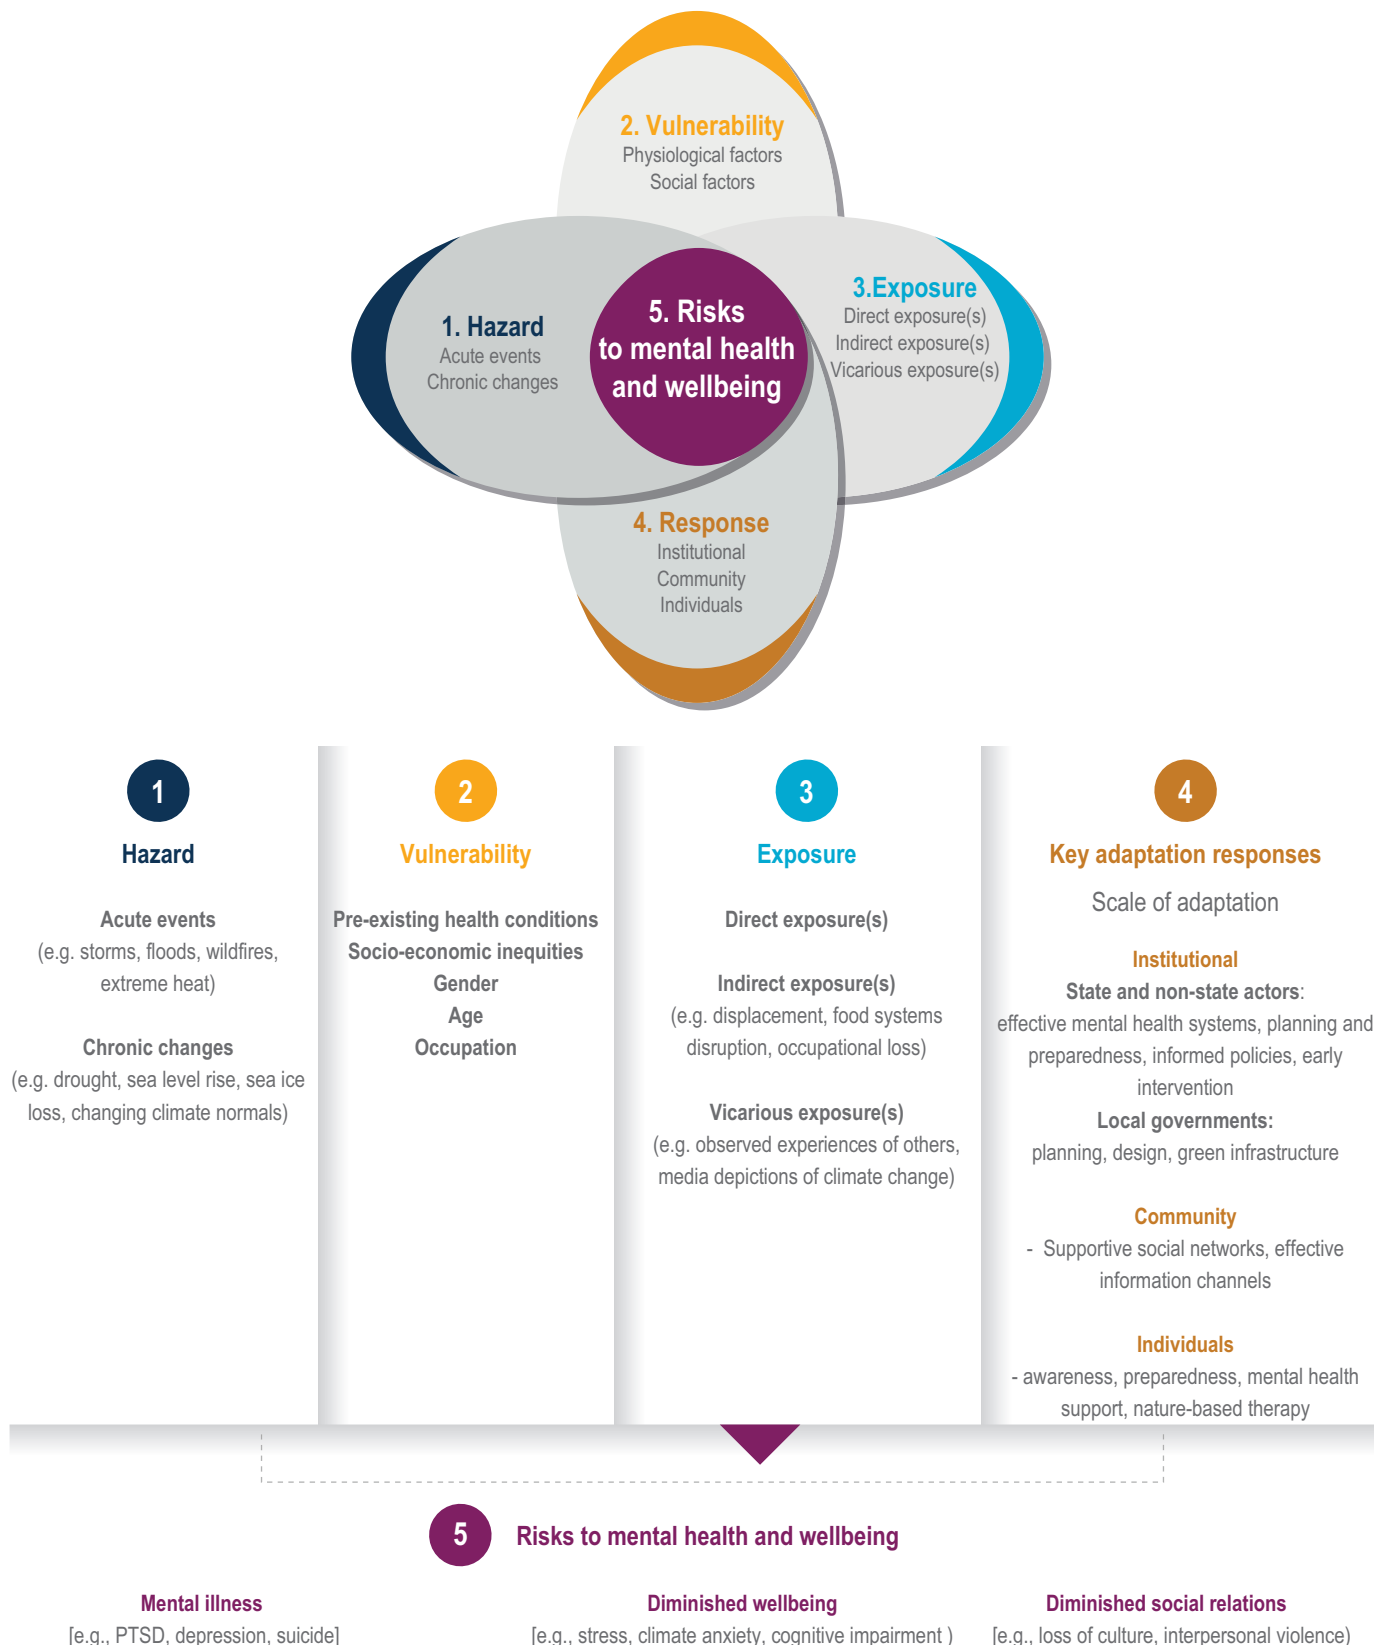 2. Vulnerability
Physiological factors
Social factors
1. Hazard
Acute events
Chronic changes
5. Risks
to mental health
and wellbeing
3.Exposure
Direct exposure(s)
Indirect exposure(s)
Vicarious exposure(s)
4. Response
Institutional
Community
Individuals
1
Hazard
Acute events
(e.g. storms, floods, wildfires,
extreme heat)
Chronic changes
(e.g. drought, sea level rise, sea ice
loss, changing climate normals)
2
Vulnerability
Pre-existing health conditions
Socio-economic inequities
Gender
Age
Occupation
3
Exposure
Direct exposure(s)
Indirect exposure(s)
(e.g. displacement, food systems
disruption, occupational loss)
Vicarious exposure(s)
(e.g. observed experiences of others,
media depictions of climate change)
4
Key adaptation responses
Scale of adaptation
Institutional
State and non-state actors:
effective mental health systems, planning and
preparedness, informed policies, early
intervention
Local governments:
planning, design, green infrastructure
Community
- Supportive social networks, effective
information channels
Individuals
- awareness, preparedness, mental health
support, nature-based therapy
5 Risks to mental health and wellbeing
Mental illness
[e.g., PTSD, depression, suicide]
Diminished wellbeing
[e.g., stress, climate anxiety, cognitive impairment )
Diminished social relations
[e.g., loss of culture, interpersonal violence)